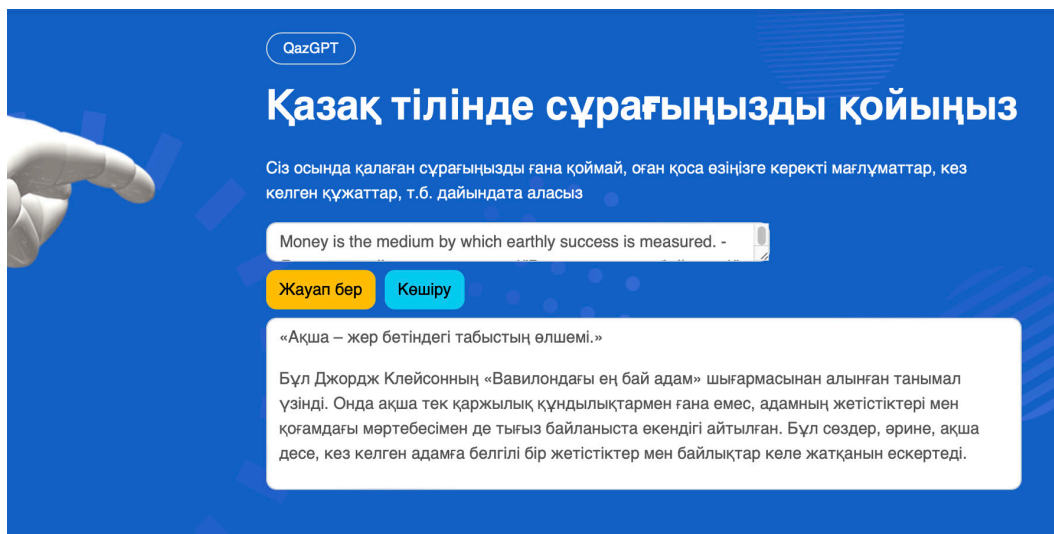 QazGPT
Қазақ тілінде сұрағыңызды қойыңыз
Сіз осында қалаған сұрағыңызды ғана қоймай, оған қоса өзіңізге керекті мағлұматтар, кез
келген құжаттар, т.б. дайындата аласыз
Money is the medium by which earthly success is measured. -
Жауап бер
Көшіру
«Ақша – жер бетіндегі табыстың өлшемі.»
Бұл Джордж Клейсонның «Вавилондағы ең бай адам» шығармасынан алынған танымал
үзінді. Онда ақша тек қаржылық құндылықтармен ғана емес, адамның жетістіктері мен
қоғамдағы мәртебесімен де тығыз байланыста екендігі айтылған. Бұл сөздер, әрине, ақша
десе, кез келген адамға белгілі бір жетістіктер мен байлықтар келе жатқанын ескертеді.